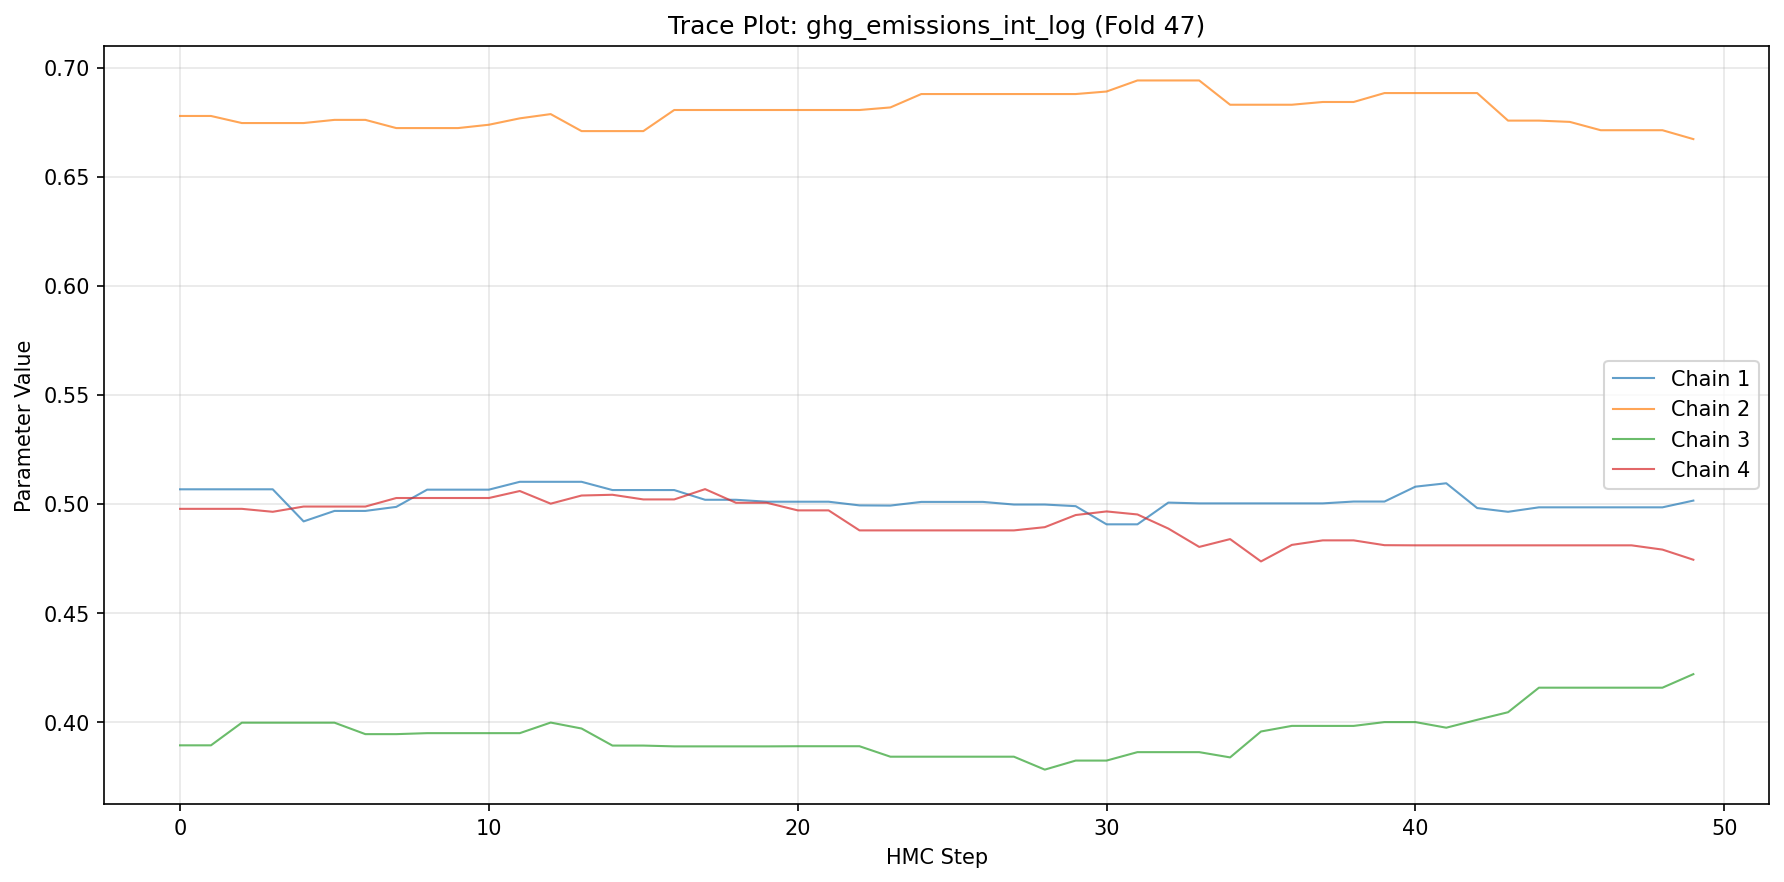 Trace Plot: ghg_emissions_int_log (Fold 47)
Parameter Value
0.70
0.65
0.60
0.55
0.50
0.45
0.40
Chain 1
Chain 2
Chain 3
Chain 4
0 10 20 30 40 50
HMC Step